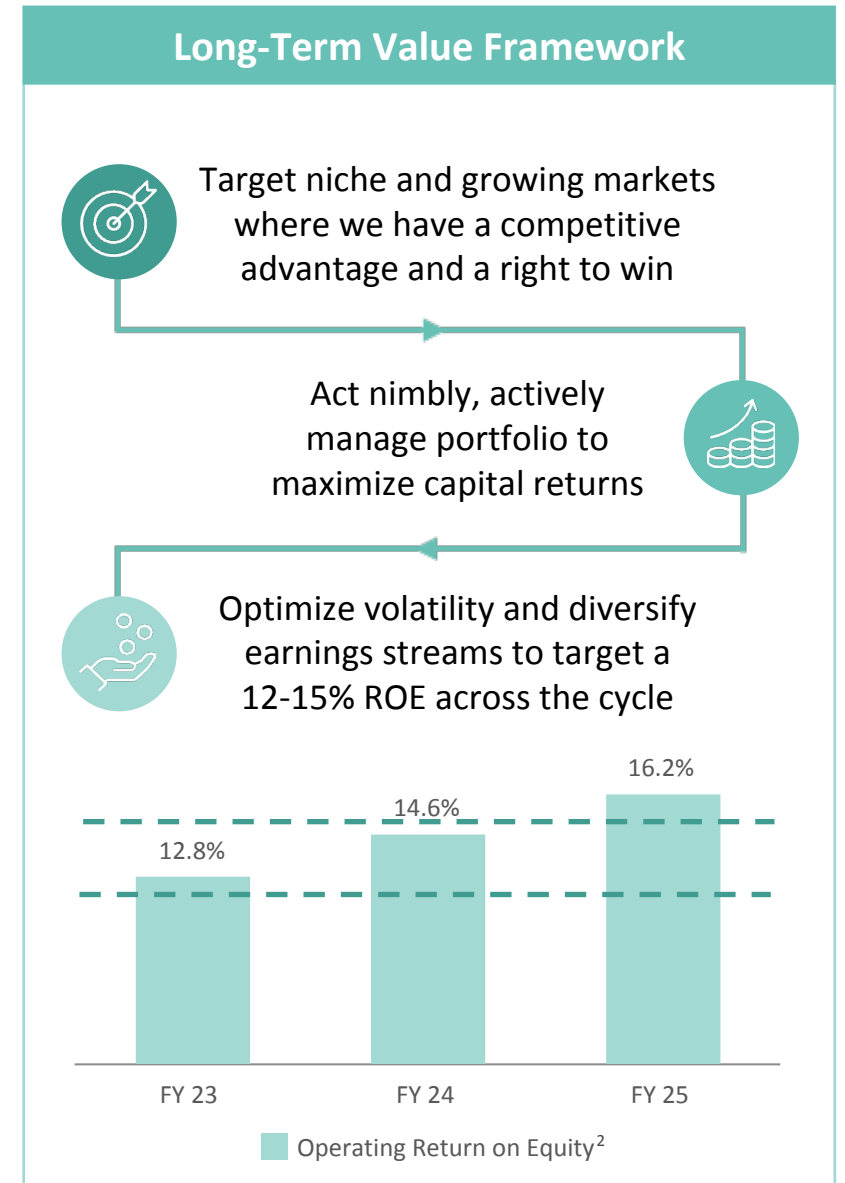 Long-Term Value Framework
Target niche and growing markets
where we have a competitive
advantage and a right to win
Act nimbly, actively
manage portfolio to
maximize capital returns
Optimize volatility and diversify
earnings streams to target a
12-15% ROE across the cycle
12.8%
14.6%
16.2%
FY 23
FY 24
FY 25
Operating Return on Equity²